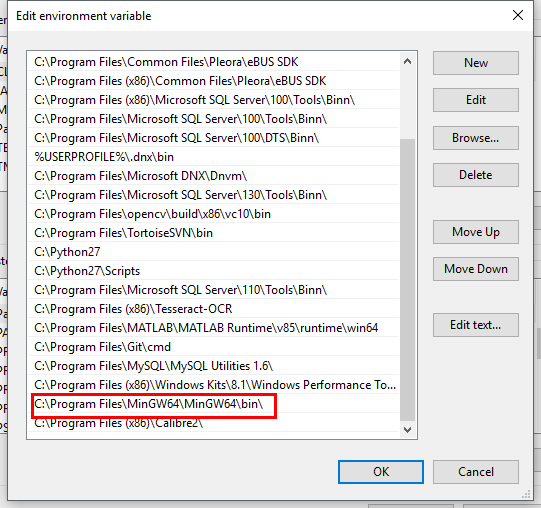 Edit environment variable
C:\Program Files\Common Files\Pleora\eBUS SDK
C:\Program Files (x86)\Common Files\Pleora\eBUS SDK
C:\Program Files (x86)\Microsoft SQL Server\100\Tools\Binn\
C:\Program Files\Microsoft SQL Server\100\Tools\Binn\
C:\Program Files\Microsoft SQL Server\100\DTS\Binn\
%USERPROFILE%\.dnx\bin
C:\Program Files\Microsoft DNX\Dnvm\
C:\Program Files\Microsoft SQL Server\130\Tools\Binn\
C:\Program Files\opencv\build\x86\vc10\bin
C:\Program Files\TortoiseSVN\bin
C:\Python27
C:\Python27\Scripts
C:\Program Files\Microsoft SQL Server\110\Tools\Binn\
C:\Program Files (x86)\Tesseract-OCR
C:\Program Files\MATLAB\MATLAB Runtime\v85\runtime\win64
C:\Program Files\Git\cmd
C:\Program Files\MySQL\MySQL Utilities 1.6\
C:\Program Files (x86)\Windows Kits\8.1\Windows Performance To...
C:\Program Files\MinGW64\MinGW64\bin\
C:\Program Files (x86)\Calibre2\
New
Edit
Browse...
Delete
Move Up
Move Down
Edit text...
OK
Cancel